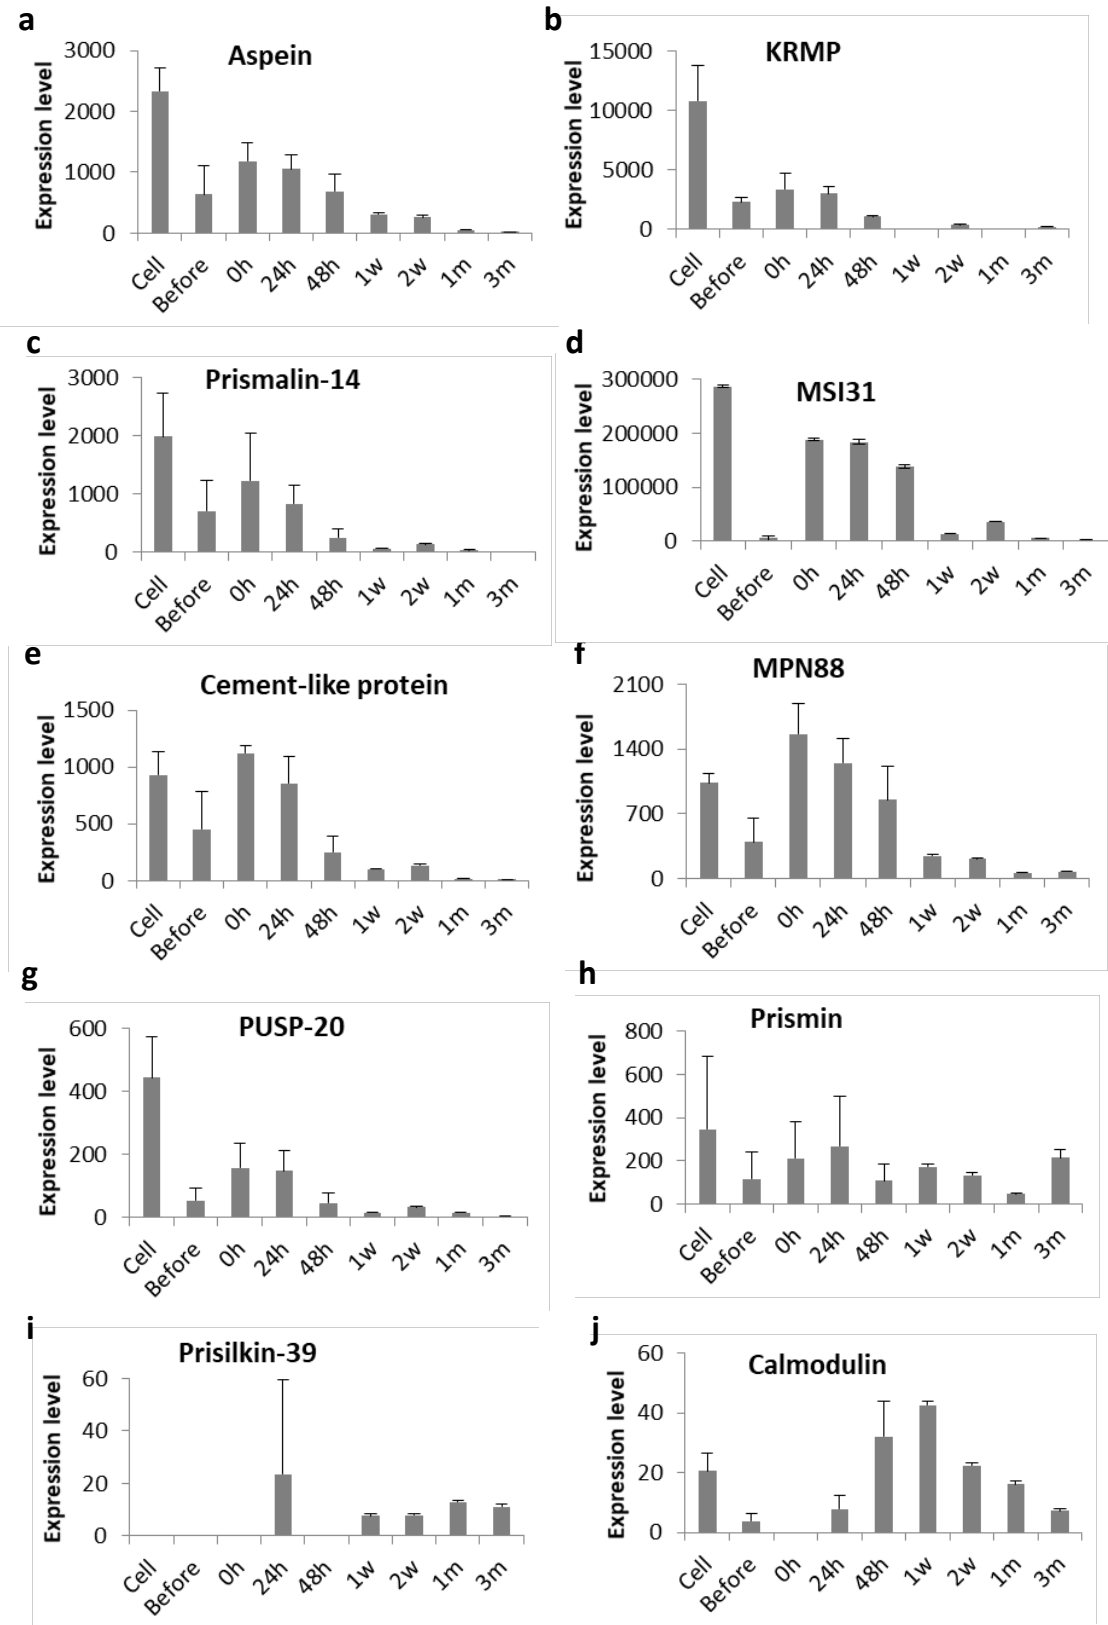 a
Aspein
Expression level
3000
2000
1000
0
Cell Before 0h 24h 48h 1w 2w 1m 3m
b
KRMP
Expression level
15000
10000
5000
0
Cell Before 0h 24h 48h 1w 2w 1m 3m
c
Prismalin-14
Expression level
3000
2000
1000
0
Cell Before 0h 24h 48h 1w 2w 1m 3m
d
MSI31
Expression level
300000
200000
100000
0
Cell Before 0h 24h 48h 1w 2w 1m 3m
e
Cement-like protein
Expression level
1500
1000
500
0
Cell Before 0h 24h 48h 1w 2w 1m 3m
f
MPN88
Expression level
2100
1400
700
0
Cell Before 0h 24h 48h 1w 2w 1m 3m
g
PUSP-20
Expression level
600
400
200
0
Cell Before 0h 24h 48h 1w 2w 1m 3m
h
Prismin
Expression level
800
600
400
200
0
Cell Before 0h 24h 48h 1w 2w 1m 3m
i
Prisilkin-39
Expression level
60
40
20
0
Cell Before 0h 24h 48h 1w 2w 1m 3m
j
Calmodulin
Expression level
60
40
20
0
Cell Before 0h 24h 48h 1w 2w 1m 3m